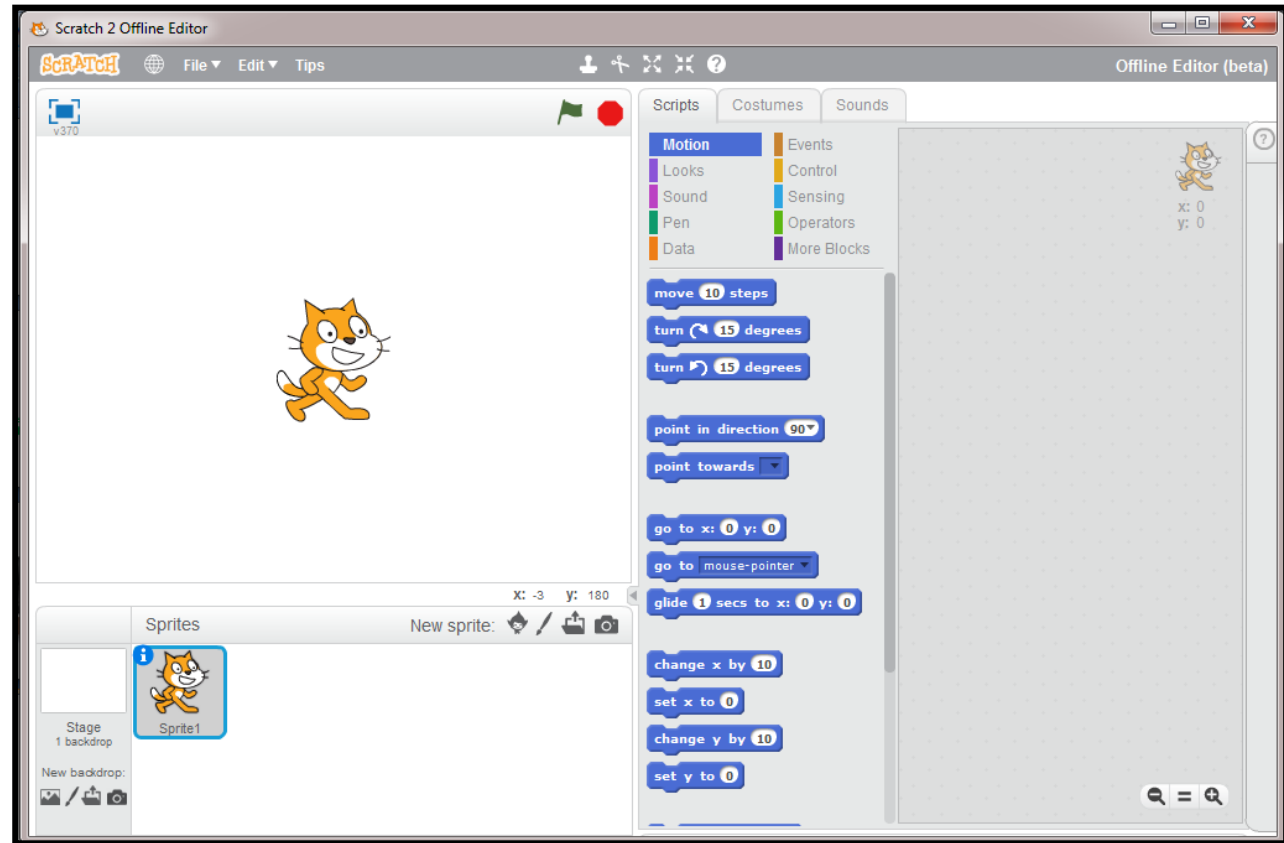 Scratch 2 Offline Editor
SCRATCH File Edit Tips Offline Editor (beta)
v370
Scripts Costumes Sounds
Motion Events
Looks Control
Sound Sensing
Pen Operators
Data More Blocks
x: 0
y: 0
move 10 steps
turn 15 degrees
turn 15 degrees
point in direction 90
point towards
go to x: 0 y: 0
go to mouse-pointer
glide 1 secs to x: 0 y: 0
change x by 10
set x to 0
change y by 10
set y to 0
X: -3 y: 180
Sprites New sprite:
Stage
1 backdrop
Sprite1
New backdrop: